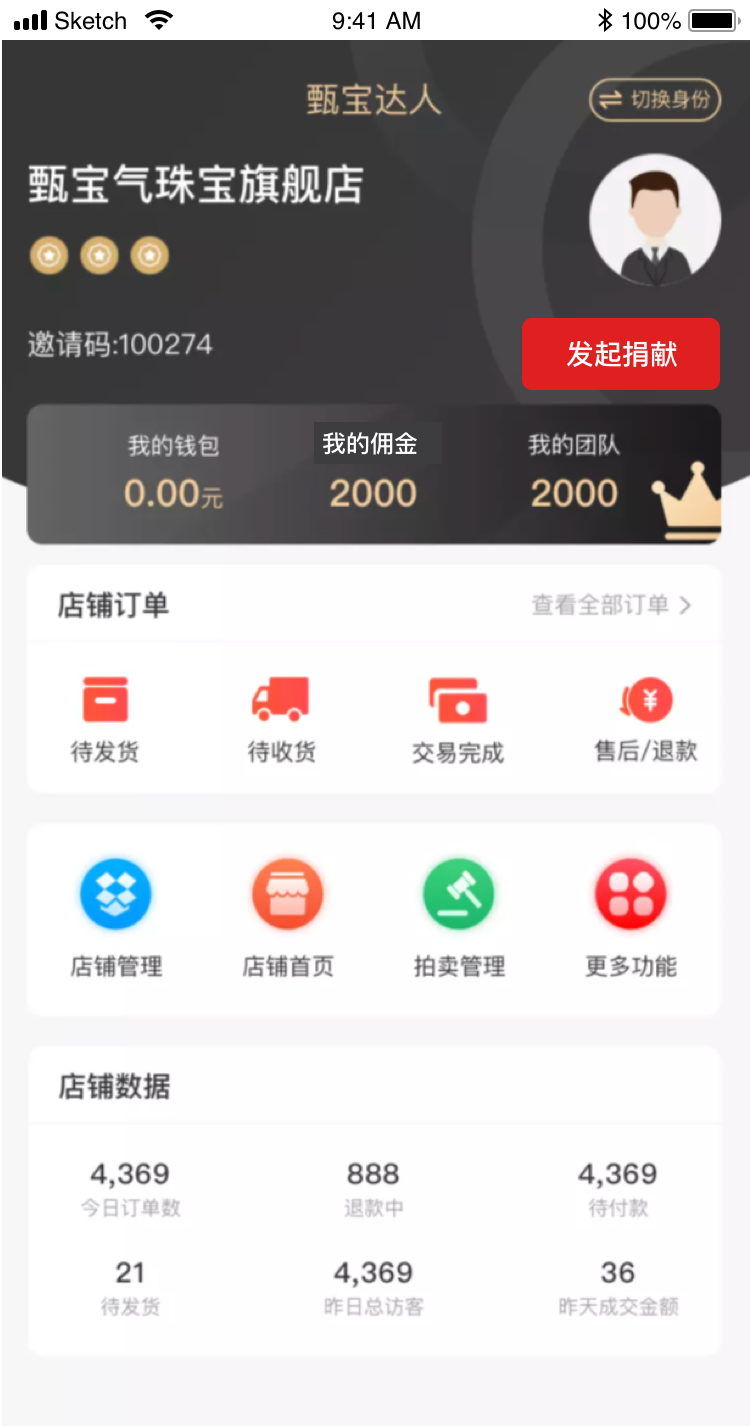 Sketch 9:41 AM 100%
甄宝达人 切换身份
甄宝气珠宝旗舰店
邀请码:100274
发起捐献
我的钱包 我的佣金 我的团队
0.00元 2000 2000
店铺订单 查看全部订单
¥
待发货 待收货 交易完成 售后/退款
店铺管理 店铺首页 拍卖管理 更多功能
店铺数据
4,369 888 4,369
今日订单数 退款中 待付款
21 4,369 36
待发货 昨日总访客 昨天成交金额